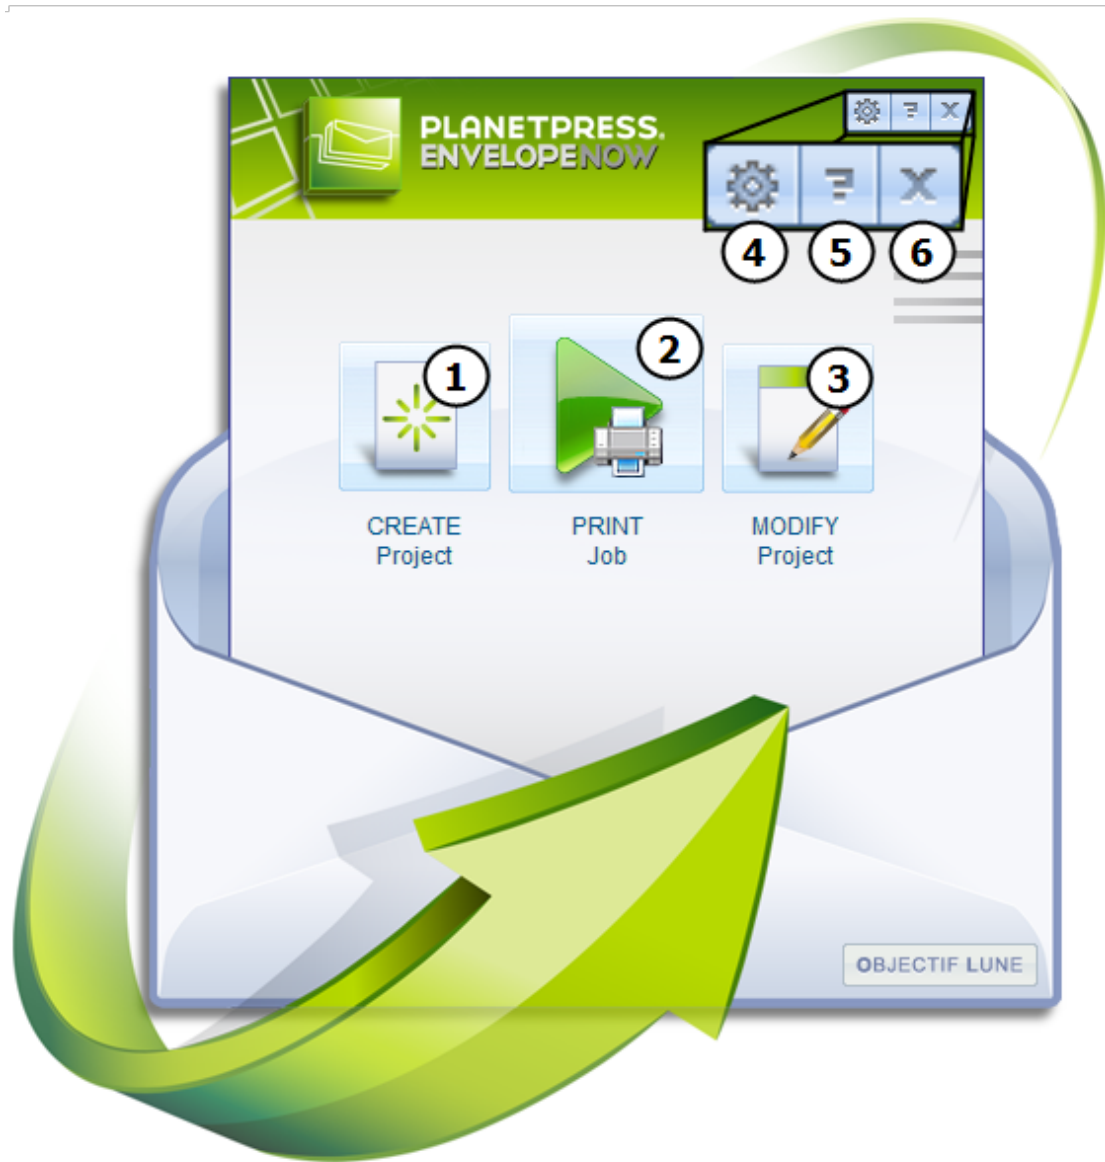 PLANETPRESS®
ENVELOPENOW
? X
? X
4 5 6
1 2 3
CREATE
Project
PRINT
Job
MODIFY
Project
OBJECTIF LUNE